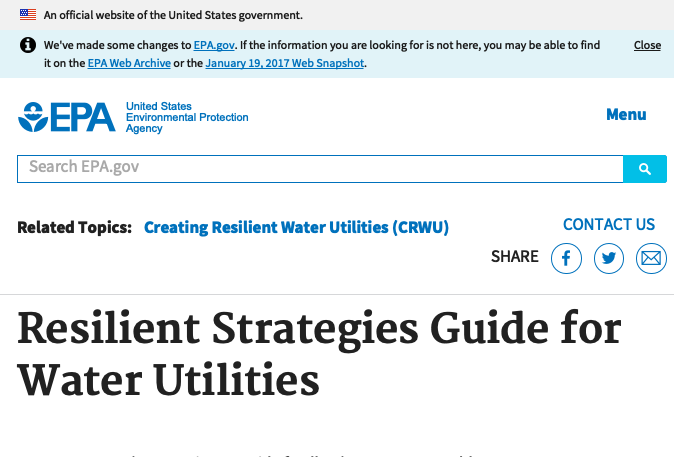 An official website of the United States government.
We've made some changes to EPA.gov. If the information you are looking for is not here, you may be able to find
it on the EPA Web Archive or the January 19, 2017 Web Snapshot.
Close
EPA
United States
Environmental Protection
Agency
Menu
Search EPA.gov
Related Topics: Creating Resilient Water Utilities (CRWU)
CONTACT US
SHARE
Resilient Strategies Guide for
Water Utilities